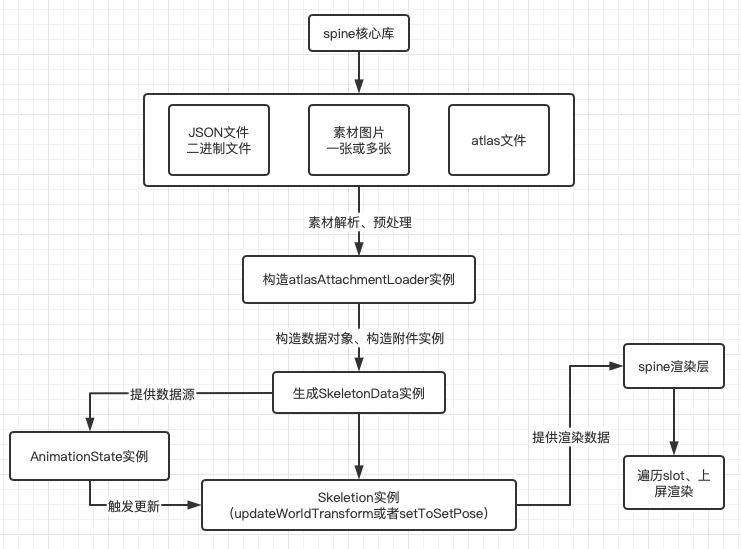 spine核心库
JSON文件
二进制文件
素材图片
一张或多张
atlas文件
素材解析、预处理
构造atlasAttachmentLoader实例
构造数据对象、构造附件实例
生成SkeletonData实例
提供数据源
AnimationState实例
触发更新
Skeletion实例
（updateWorldTransform或者setToSetPose）
提供渲染数据
spine渲染层
遍历slot、上
屏渲染